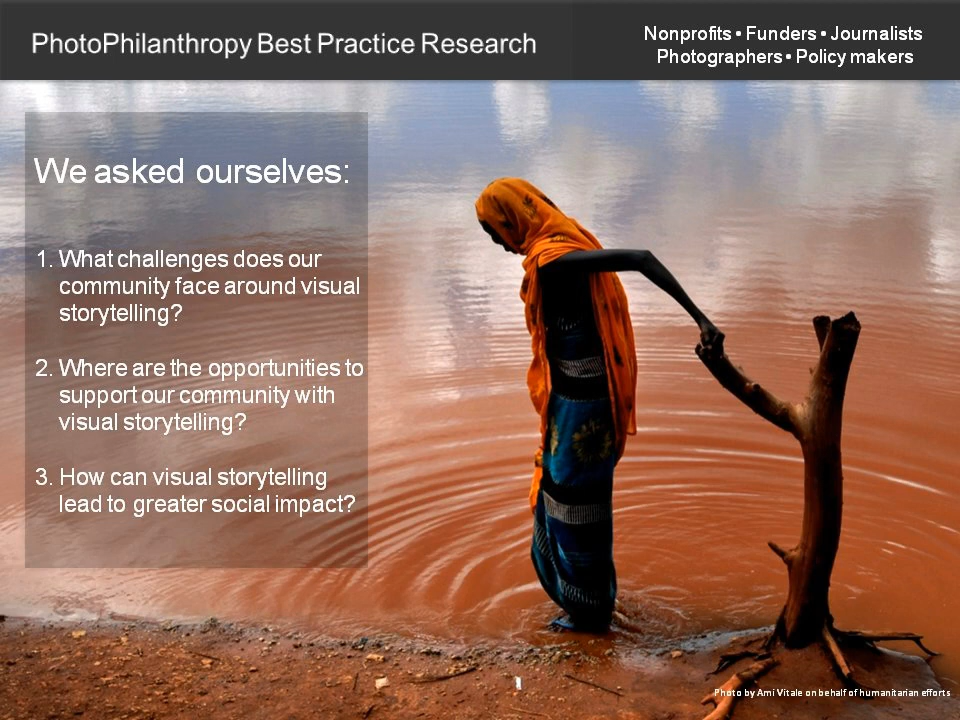 PhotoPhilanthropy Best Practice Research
Nonprofits • Funders • Journalists
Photographers • Policy makers
We asked ourselves:
1. What challenges does our
community face around visual
storytelling?
2. Where are the opportunities to
support our community with
visual storytelling?
3. How can visual storytelling
lead to greater social impact?
Photo by Ami Vitale on behalf of humanitarian efforts